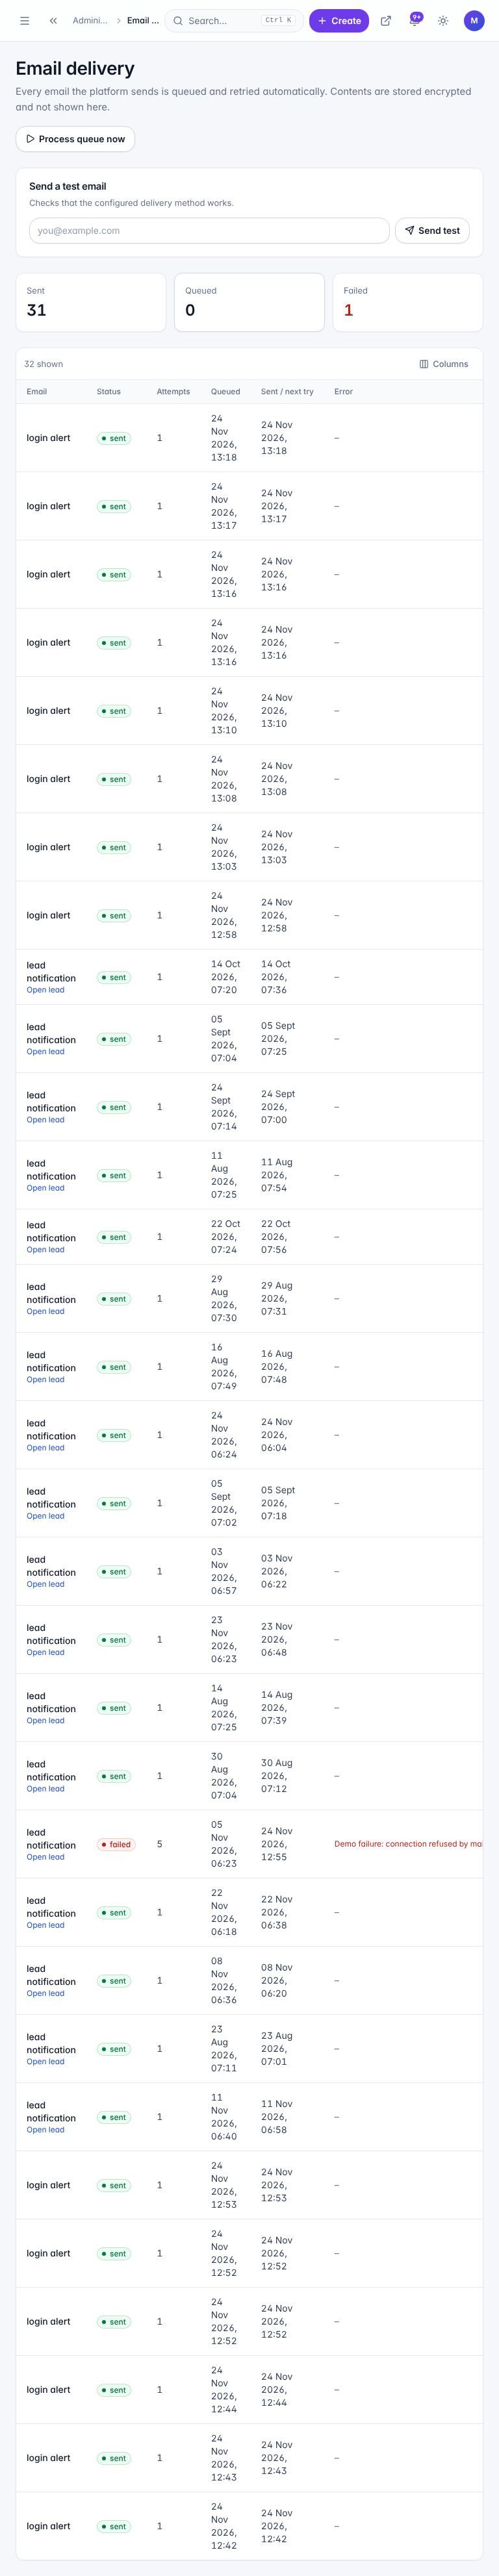 Admini... > Email ... Search... Ctrl K + Create 9+ M
Email delivery
Every email the platform sends is queued and retried automatically. Contents are stored encrypted
and not shown here.
Process queue now
Send a test email
Checks that the configured delivery method works.
you@example.com Send test
Sent Queued Failed
31 0 1
32 shown Columns
Email Status Attempts Queued Sent / next try Error
login alert sent 1 24 Nov 2026, 13:18 24 Nov 2026, 13:18 –
login alert sent 1 24 Nov 2026, 13:17 24 Nov 2026, 13:17 –
login alert sent 1 24 Nov 2026, 13:16 24 Nov 2026, 13:16 –
login alert sent 1 24 Nov 2026, 13:16 24 Nov 2026, 13:16 –
login alert sent 1 24 Nov 2026, 13:10 24 Nov 2026, 13:10 –
login alert sent 1 24 Nov 2026, 13:08 24 Nov 2026, 13:08 –
login alert sent 1 24 Nov 2026, 13:03 24 Nov 2026, 13:03 –
login alert sent 1 24 Nov 2026, 12:58 24 Nov 2026, 12:58 –
lead notification Open lead sent 1 14 Oct 2026, 07:20 14 Oct 2026, 07:36 –
lead notification Open lead sent 1 05 Sept 2026, 07:04 05 Sept 2026, 07:25 –
lead notification Open lead sent 1 24 Sept 2026, 07:14 24 Sept 2026, 07:00 –
lead notification Open lead sent 1 11 Aug 2026, 07:25 11 Aug 2026, 07:54 –
lead notification Open lead sent 1 22 Oct 2026, 07:24 22 Oct 2026, 07:56 –
lead notification Open lead sent 1 29 Aug 2026, 07:30 29 Aug 2026, 07:31 –
lead notification Open lead sent 1 16 Aug 2026, 07:49 16 Aug 2026, 07:48 –
lead notification Open lead sent 1 24 Nov 2026, 06:24 24 Nov 2026, 06:04 –
lead notification Open lead sent 1 05 Sept 2026, 07:02 05 Sept 2026, 07:18 –
lead notification Open lead sent 1 03 Nov 2026, 06:57 03 Nov 2026, 06:22 –
lead notification Open lead sent 1 23 Nov 2026, 06:23 23 Nov 2026, 06:48 –
lead notification Open lead sent 1 14 Aug 2026, 07:25 14 Aug 2026, 07:39 –
lead notification Open lead sent 1 30 Aug 2026, 07:04 30 Aug 2026, 07:12 –
lead notification Open lead failed 5 05 Nov 2026, 06:23 24 Nov 2026, 12:55 Demo failure: connection refused by mai
lead notification Open lead sent 1 22 Nov 2026, 06:18 22 Nov 2026, 06:38 –
lead notification Open lead sent 1 08 Nov 2026, 06:36 08 Nov 2026, 06:20 –
lead notification Open lead sent 1 23 Aug 2026, 07:11 23 Aug 2026, 07:01 –
lead notification Open lead sent 1 11 Nov 2026, 06:40 11 Nov 2026, 06:58 –
login alert sent 1 24 Nov 2026, 12:53 24 Nov 2026, 12:53 –
login alert sent 1 24 Nov 2026, 12:52 24 Nov 2026, 12:52 –
login alert sent 1 24 Nov 2026, 12:52 24 Nov 2026, 12:52 –
login alert sent 1 24 Nov 2026, 12:44 24 Nov 2026, 12:44 –
login alert sent 1 24 Nov 2026, 12:43 24 Nov 2026, 12:43 –
login alert sent 1 24 Nov 2026, 12:42 24 Nov 2026, 12:42 –